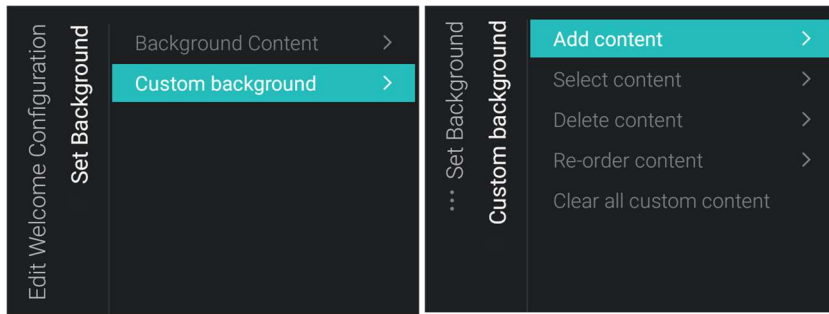 Edit Welcome Configuration
Set Background
Background Content >
Custom background >
... Set Background
Custom background
Add content >
Select content >
Delete content >
Re-order content >
Clear all custom content